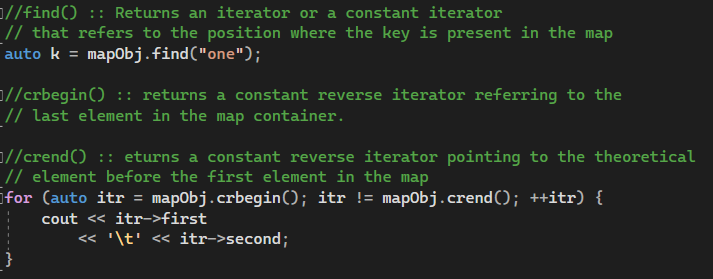 //find() :: Returns an iterator or a constant iterator
// that refers to the position where the key is present in the map
auto k = mapObj.find("one");
//crbegin() :: returns a constant reverse iterator referring to the
// last element in the map container.
//crend() :: eturns a constant reverse iterator pointing to the theoretical
// element before the first element in the map
for (auto itr = mapObj.crbegin(); itr != mapObj.crend(); ++itr) {
cout << itr->first
<< '\t' << itr->second;
}